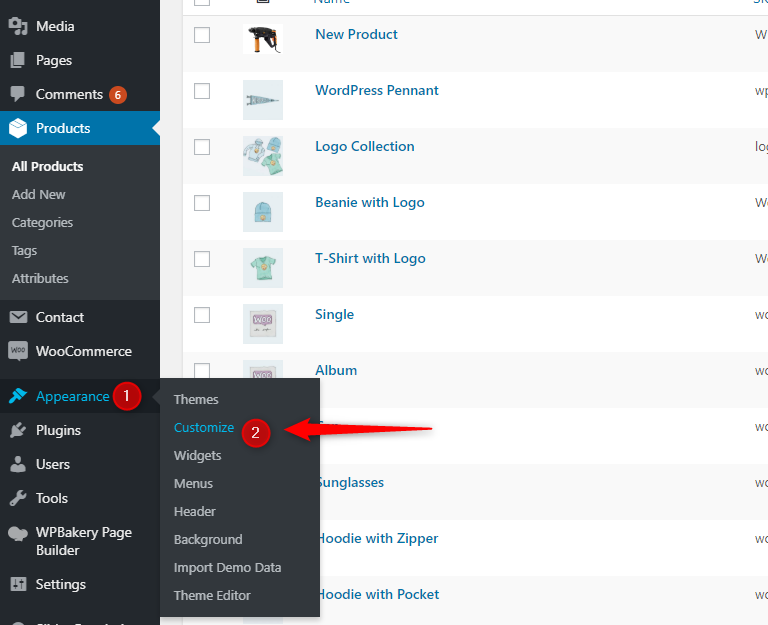 Name
Media
New Product
Pages
Comments 6
WordPress Pennant
Products
Logo Collection
All Products
Add New
Beanie with Logo
Categories
Tags
T-Shirt with Logo
Attributes
Contact
Single
WooCommerce
Album
Appearance 1
Themes
Customize 2
Widgets
Menus
Header
Background
Import Demo Data
Theme Editor
Plugins
Users
Tools
WPBakery Page
Builder
Settings
Sunglasses
Hoodie with Zipper
Hoodie with Pocket